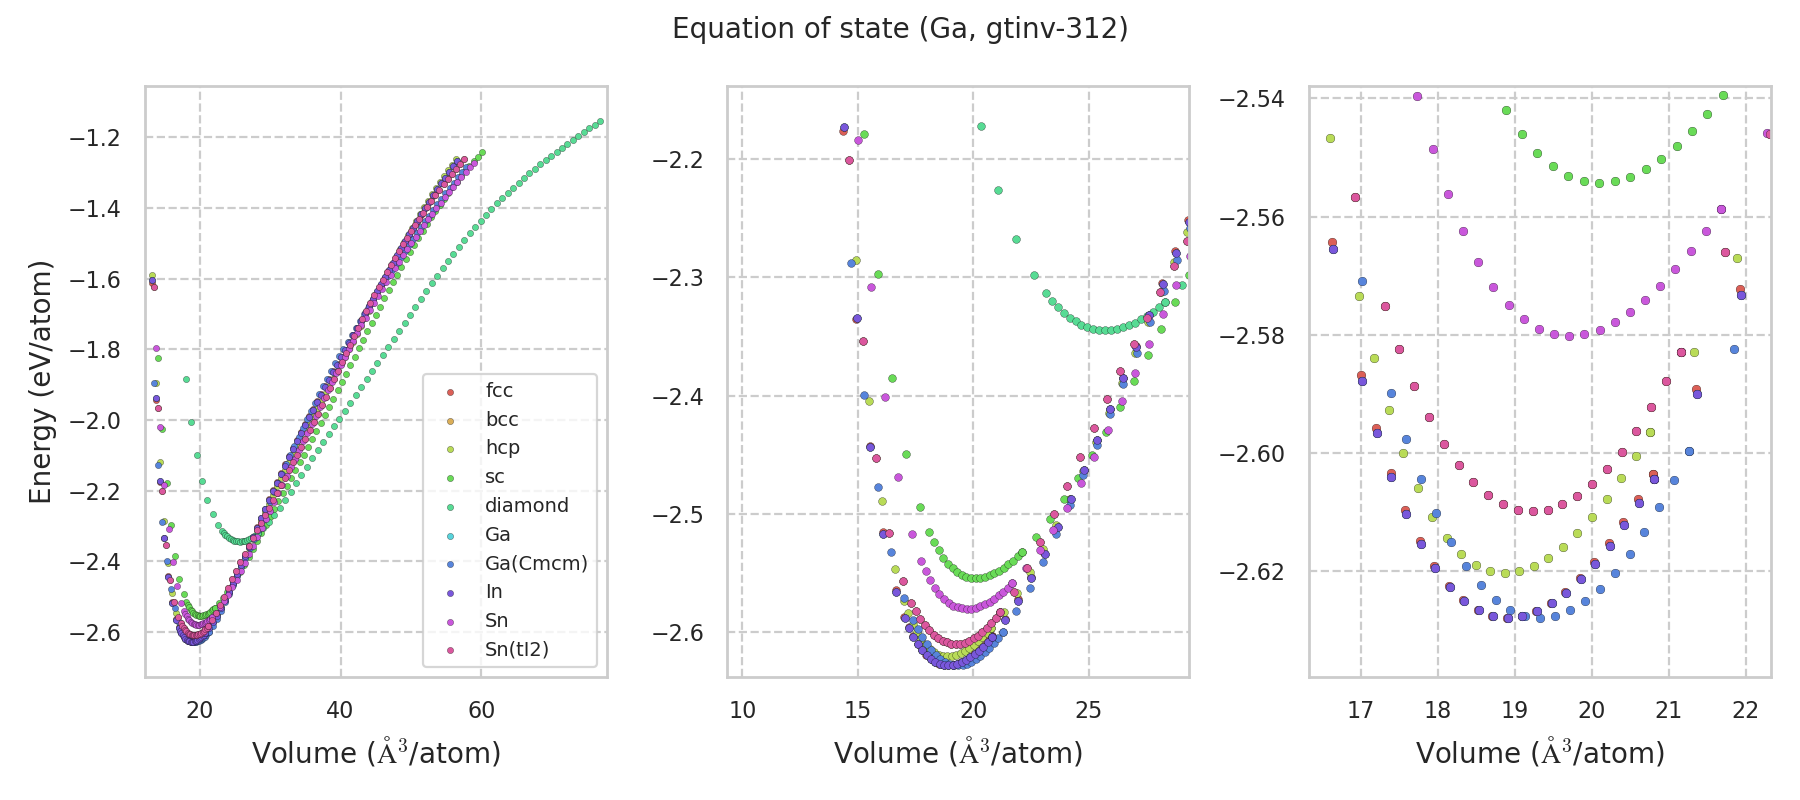 Equation of state (Ga, gtinv-312)
Energy (eV/atom)
−1.2
−1.4
−1.6
−1.8
−2.0
−2.2
−2.4
−2.6
20 40 60
Volume (Å³/atom)
fcc
bcc
hcp
sc
diamond
Ga
Ga(Cmcm)
In
Sn
Sn(tI2)
−2.2
−2.3
−2.4
−2.5
−2.6
10 15 20 25
Volume (Å³/atom)
−2.54
−2.56
−2.58
−2.60
−2.62
17 18 19 20 21 22
Volume (Å³/atom)